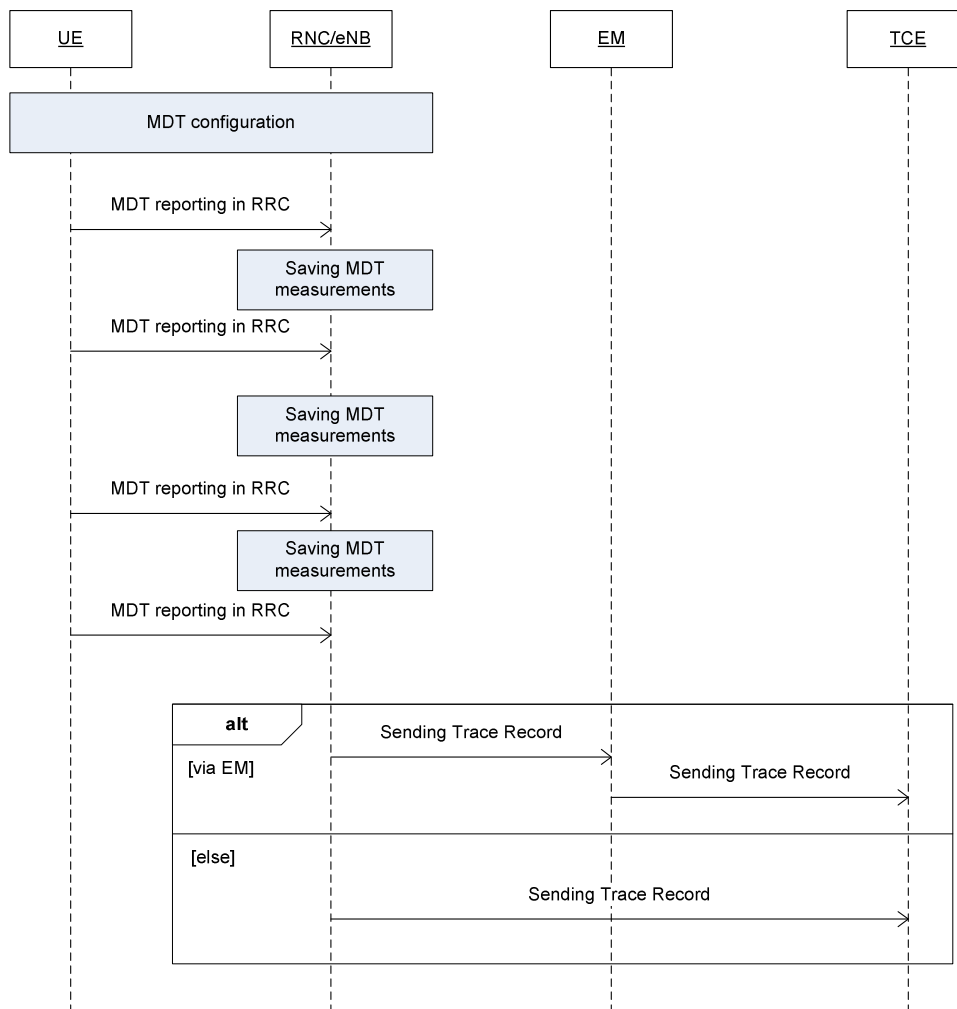 UE
RNC/eNB
EM
TCE
MDT configuration
MDT reporting in RRC
Saving MDT
measurements
MDT reporting in RRC
Saving MDT
measurements
MDT reporting in RRC
Saving MDT
measurements
MDT reporting in RRC
alt
Sending Trace Record
[via EM]
Sending Trace Record
[else]
Sending Trace Record